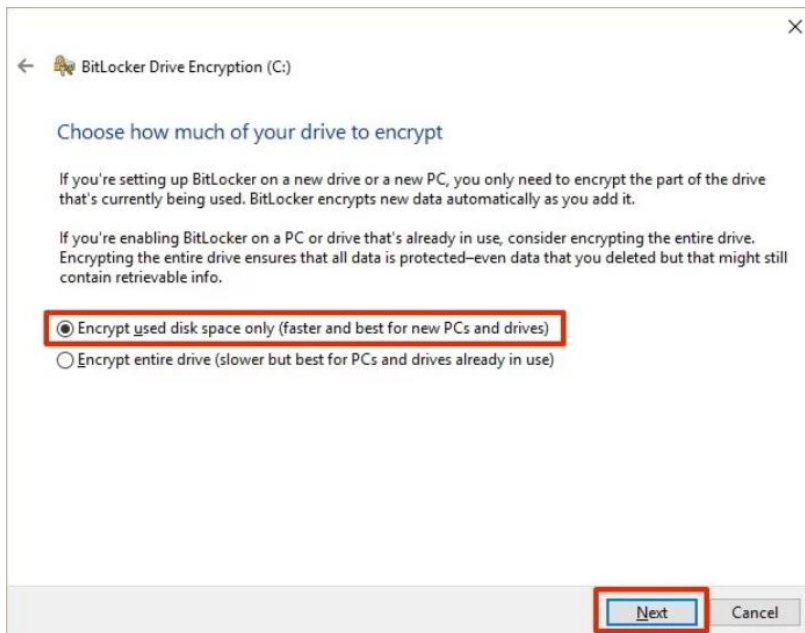 BitLocker Drive Encryption (C:)
Choose how much of your drive to encrypt
If you're setting up BitLocker on a new drive or a new PC, you only need to encrypt the part of the drive
that's currently being used. BitLocker encrypts new data automatically as you add it.
If you're enabling BitLocker on a PC or drive that's already in use, consider encrypting the entire drive.
Encrypting the entire drive ensures that all data is protected–even data that you deleted but that might still
contain retrievable info.
Encrypt used disk space only (faster and best for new PCs and drives)
Encrypt entire drive (slower but best for PCs and drives already in use)
Next Cancel